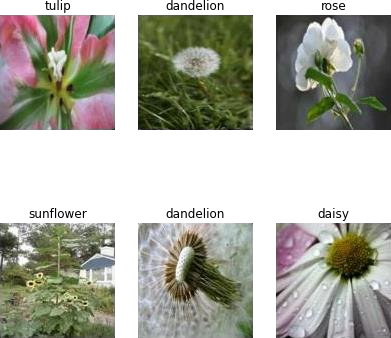 tulip
dandelion
rose
sunflower
dandelion
daisy